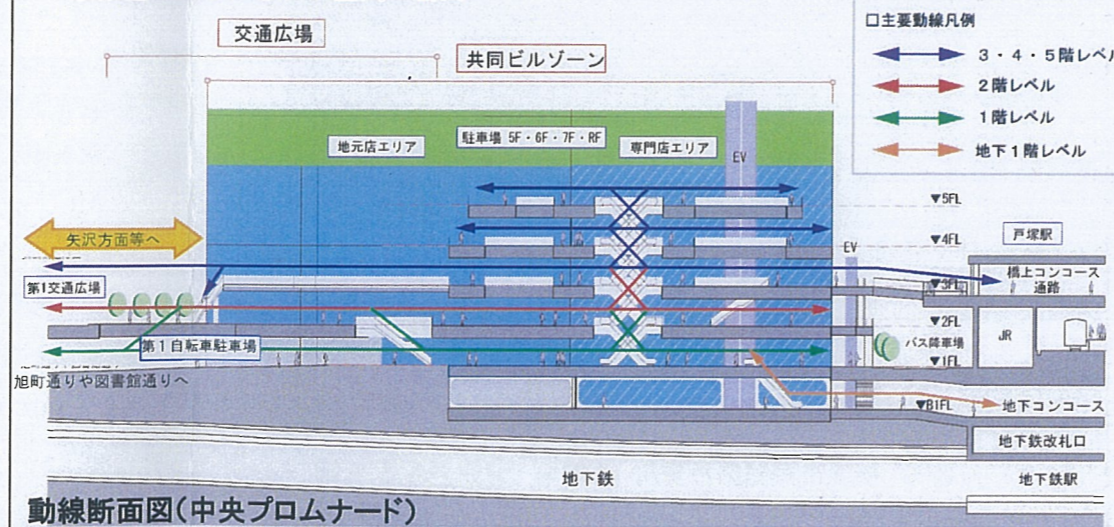 交通広場
共同ビルゾーン
□主要動線凡例
3・4・5階レベル
2階レベル
1階レベル
地下1階レベル
地元店エリア
駐車場 5F・6F・7F・RF
専門店エリア
EV
▼5FL
矢沢方面等へ
▼4FL
EV
戸塚駅
第1交通広場
▼3FL
橋上コンコース
通路
▼2FL
第1自転車駐車場
バス降車場
JR
▼1FL
旭町通りや図書館通りへ
▼B1FL
地下コンコース
地下鉄改札口
地下鉄
地下鉄駅
動線断面図(中央プロムナード)